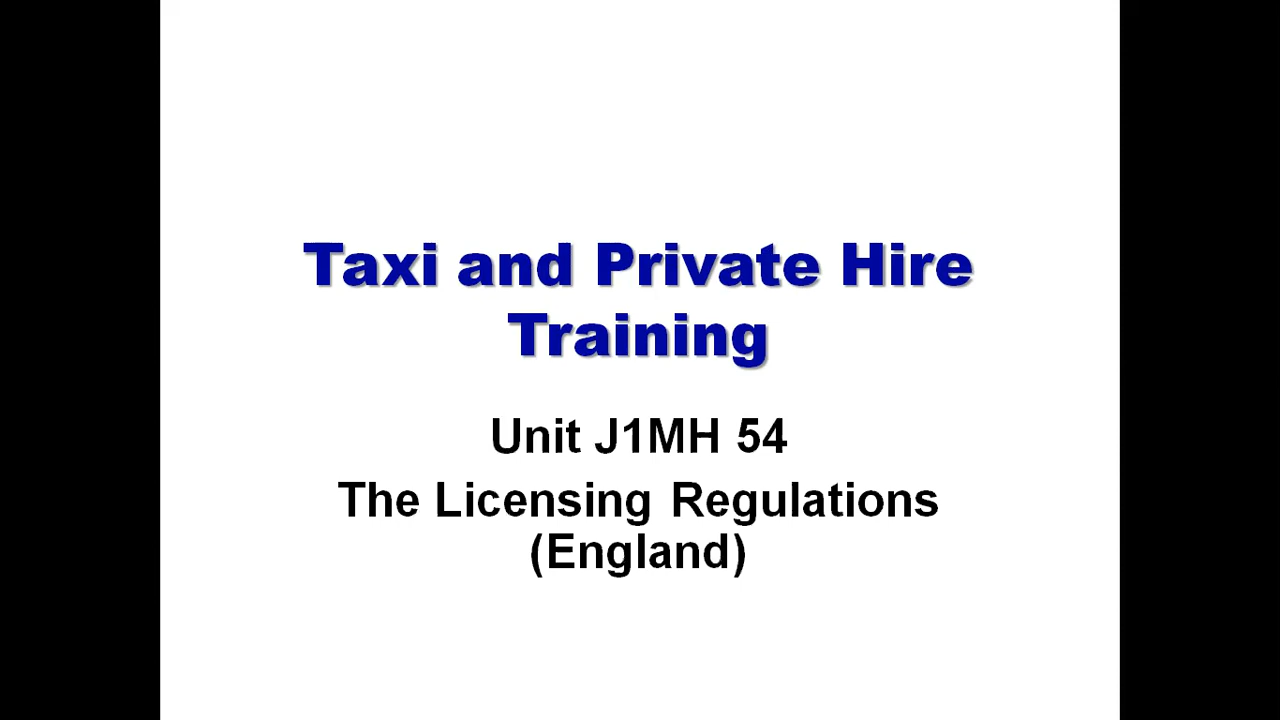 Taxi and Private Hire
Training
Unit J1MH 54
The Licensing Regulations
(England)